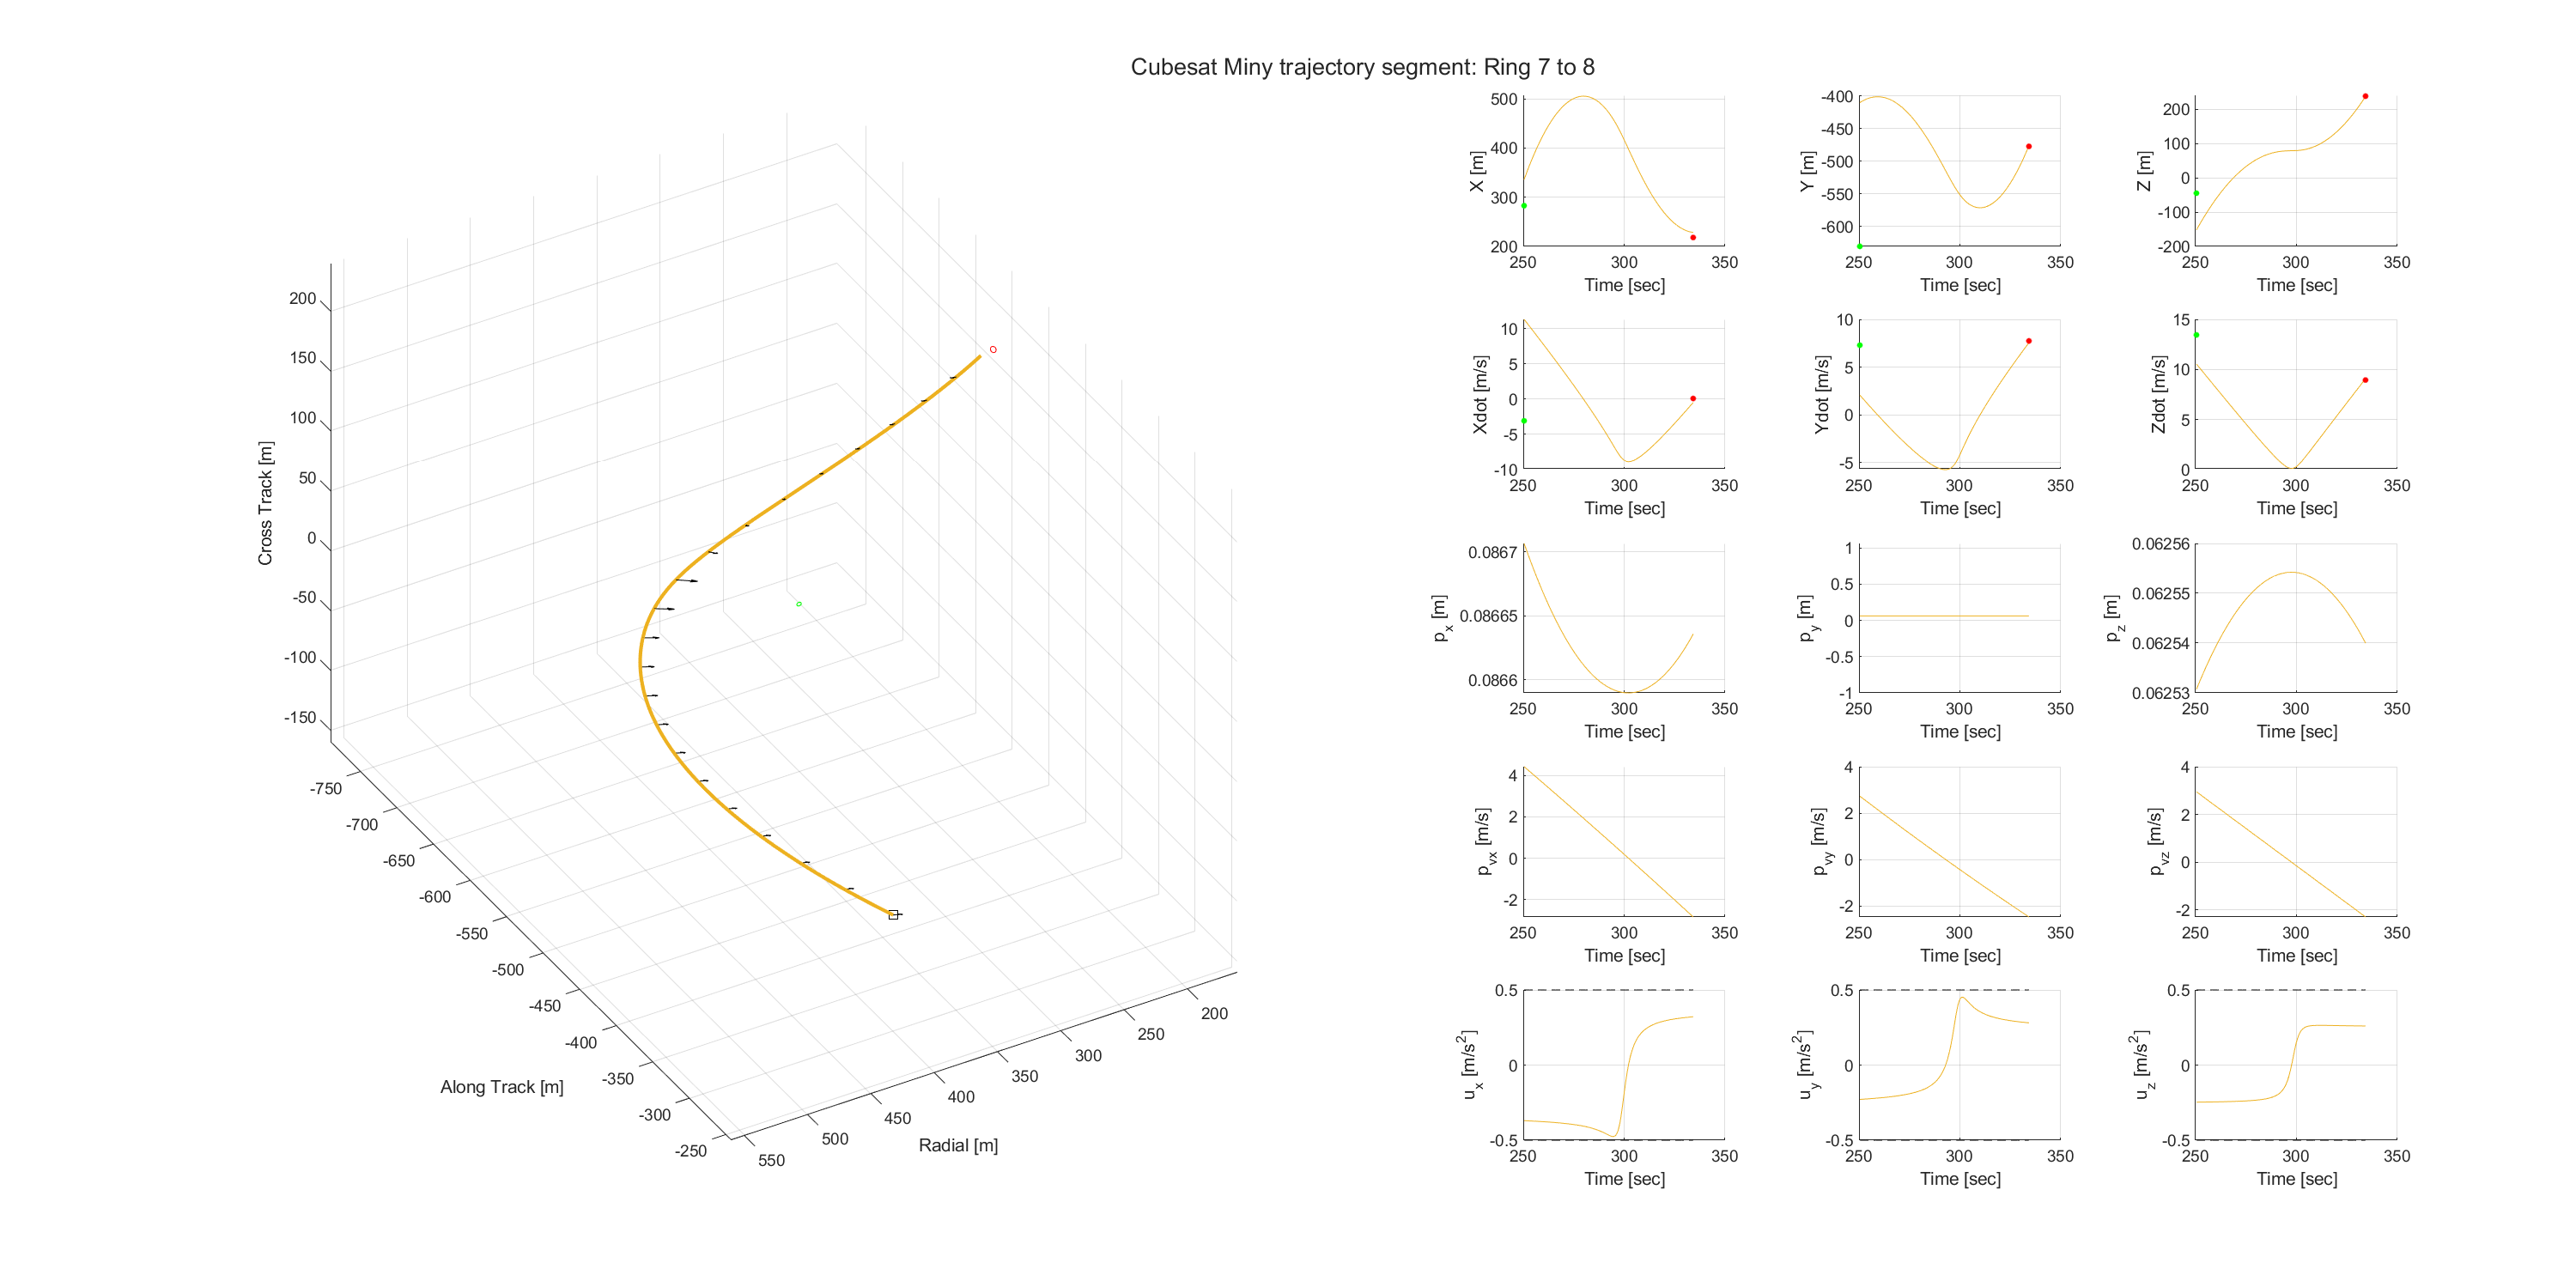 Cubesat Miny trajectory segment: Ring 7 to 8
Cross Track [m]
200
150
100
50
0
-50
-100
-150
Along Track [m]
-750
-700
-650
-600
-550
-500
-450
-400
-350
-300
-250
Radial [m]
550
500
450
400
350
300
250
200
X [m]
500
400
300
200
250 300 350
Time [sec]
Y [m]
-400
-450
-500
-550
-600
250 300 350
Time [sec]
Z [m]
200
100
0
-100
-200
250 300 350
Time [sec]
Xdot [m/s]
10
5
0
-5
-10
250 300 350
Time [sec]
Ydot [m/s]
10
5
0
-5
250 300 350
Time [sec]
Zdot [m/s]
15
10
5
0
250 300 350
Time [sec]
p_x [m]
0.0867
0.08665
0.0866
250 300 350
Time [sec]
p_y [m]
1
0.5
0
-0.5
-1
250 300 350
Time [sec]
p_z [m]
0.06256
0.06255
0.06254
0.06253
250 300 350
Time [sec]
p_vx [m/s]
4
2
0
-2
250 300 350
Time [sec]
p_vy [m/s]
4
2
0
-2
250 300 350
Time [sec]
p_vz [m/s]
4
2
0
-2
250 300 350
Time [sec]
u_x [m/s²]
0.5
0
-0.5
250 300 350
Time [sec]
u_y [m/s²]
0.5
0
-0.5
250 300 350
Time [sec]
u_z [m/s²]
0.5
0
-0.5
250 300 350
Time [sec]